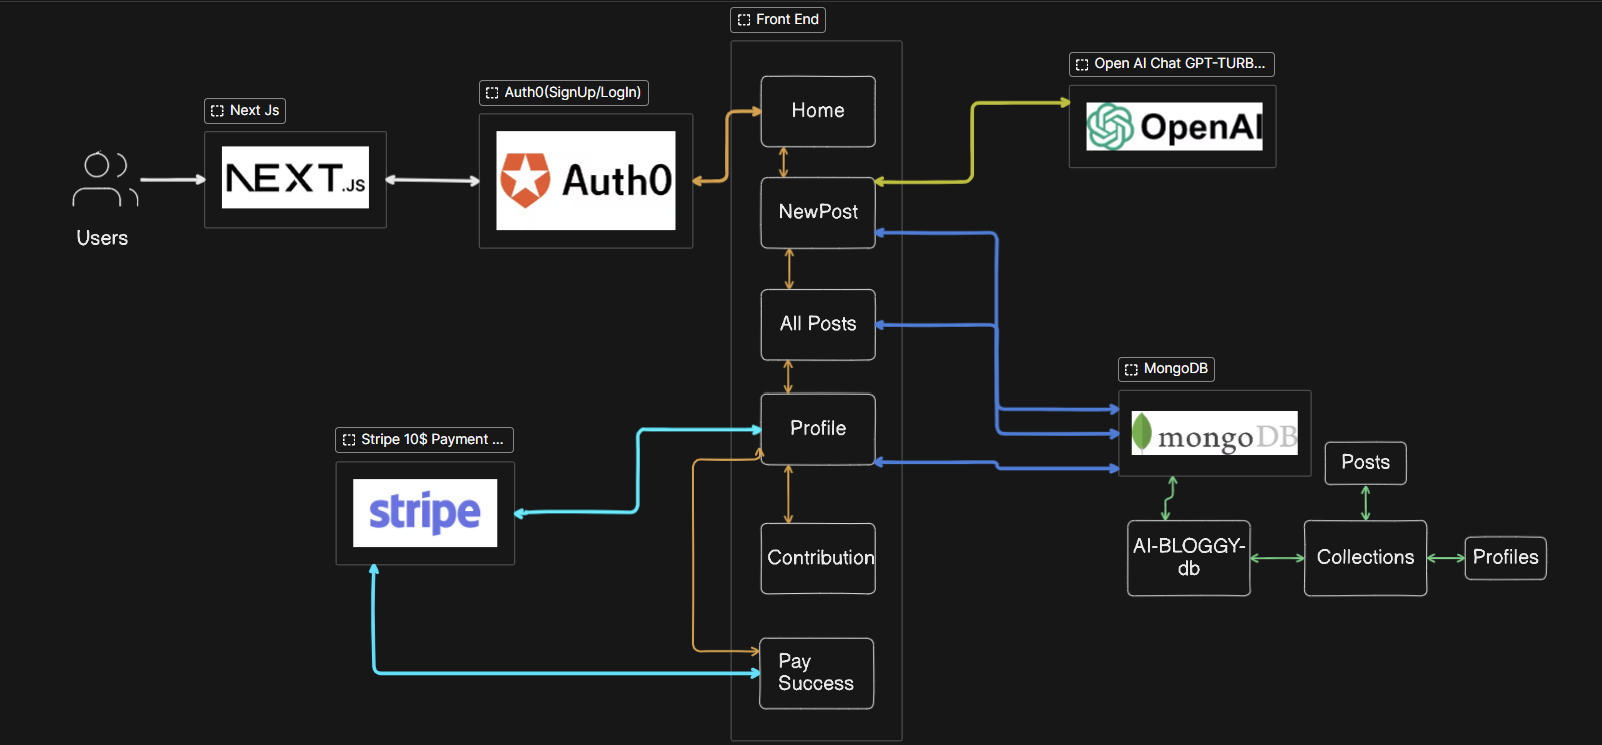 Front End
Open AI Chat GPT-TURB...
Next Js
Auth0(SignUp/LogIn)
Home
OpenAI
NEXT.JS
Auth0
Users
NewPost
All Posts
MongoDB
Profile
mongoDB
Stripe 10$ Payment ...
Posts
stripe
AI-BLOGGY-
db
Collections
Profiles
Contribution
Pay
Success